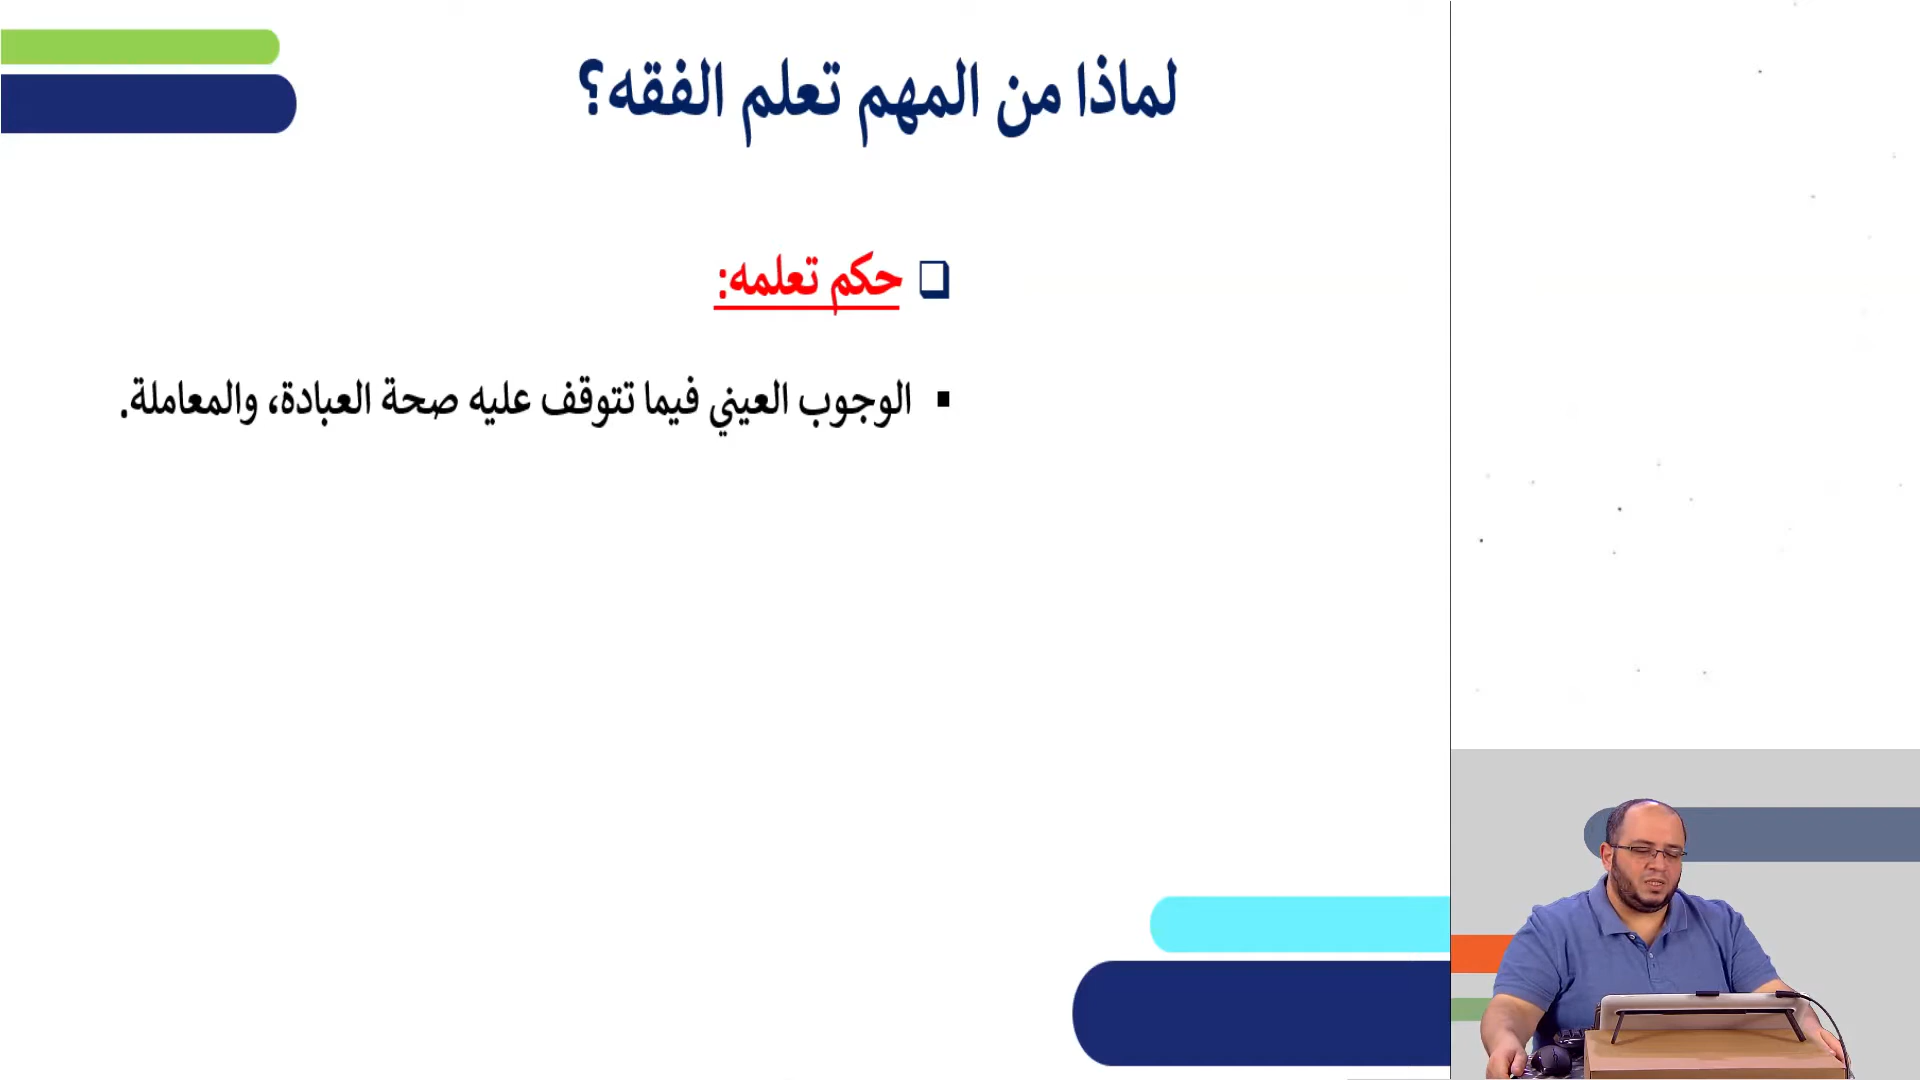 لماذا من المهم تعلم الفقه؟
حكم تعلمه:
الوجوب العيني فيما تتوقف عليه صحة العبادة، والمعاملة.